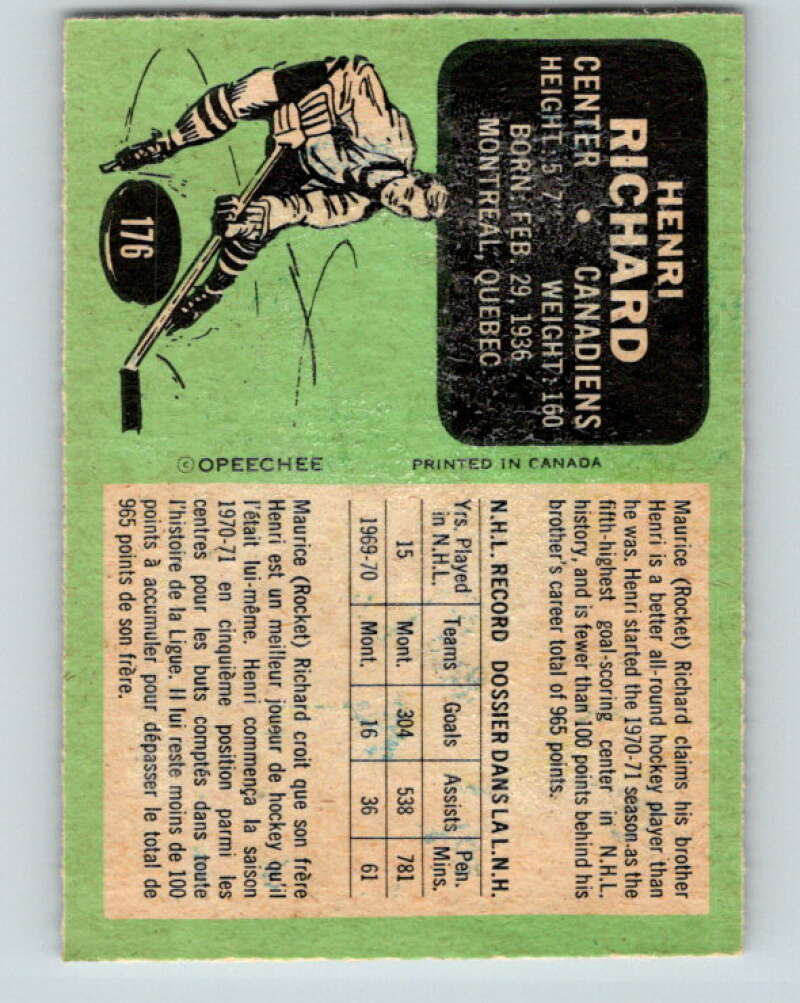 HENRI
RICHARD
CENTER • CANADIENS
HEIGHT: 5 7 WEIGHT: 160
BORN: FEB. 29, 1936
MONTREAL, QUEBEC
176
©OPEECHEE PRINTED IN CANADA
Maurice (Rocket) Richard claims his brother
Henri is a better all-round hockey player than
he was. Henri started the 1970-71 season as the
fifth-highest goal-scoring center in N.H.L.
history, and is fewer than 100 points behind his
brother's career total of 965 points.
N.H.L. RECORD DOSSIER DANS LA L.N.H.
Yrs. Played in N.H.L. Teams Goals Assists Pen. Mins.
15 Mont. 304 538 781
1969-70 Mont. 16 36 61
Maurice (Rocket) Richard croit que son frère
Henri est un meilleur joueur de hockey qu'il
l'était lui-même. Henri commença la saison
1970-71 en cinquième position parmi les
centres pour les buts comptés dans toute
l'histoire de la Ligue. Il lui reste moins de 100
points à accumuler pour dépasser le total de
965 points de son frère.